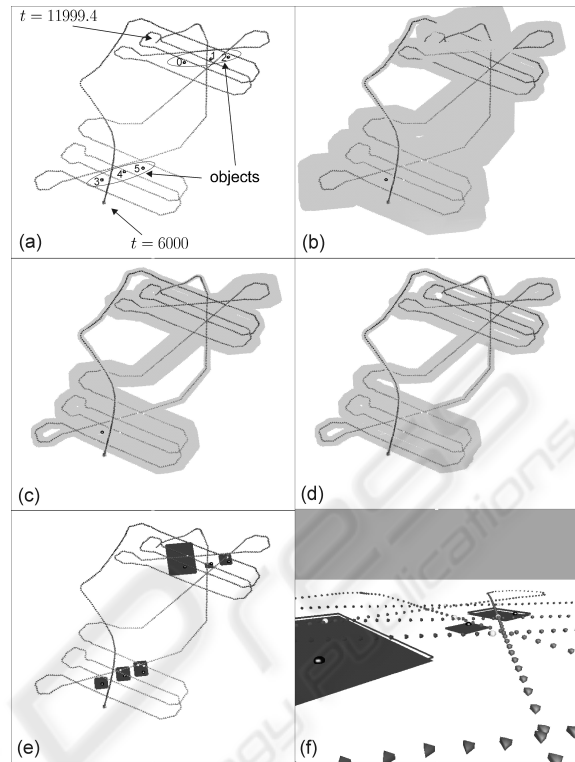 t = 11999.4
0
1
2
objects
3
4
5
t = 6000
(a)
(b)
(c)
(d)
(e)
(f)